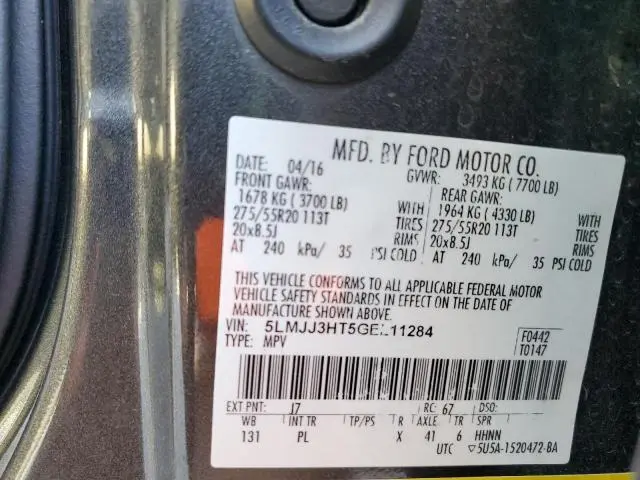 MFD. BY FORD MOTOR CO.
DATE: 04/16 GVWR: 3493 KG ( 7700 LB)
FRONT GAWR: REAR GAWR:
1678 KG ( 3700 LB) WITH 1964 KG ( 4330 LB) WITH
275/55R20 113T TIRES 275/55R20 113T TIRES
20x8.5J RIMS 20x8.5J RIMS
AT 240 kPa/ 35 PSI COLD AT 240 kPa/ 35 PSI COLD
THIS VEHICLE CONFORMS TO ALL APPLICABLE FEDERAL MOTOR
VEHICLE SAFETY STANDARDS IN EFFECT ON THE DATE OF
MANUFACTURE SHOWN ABOVE.
VIN: F0442
TYPE: MPV T0147
EXT PNT: J7 RC: 67 DSO:
WB INT TR TP/PS R AXLE TR SPR
131 PL X 41 6 HHNN
UTC ▽5U5A-1520472-BA